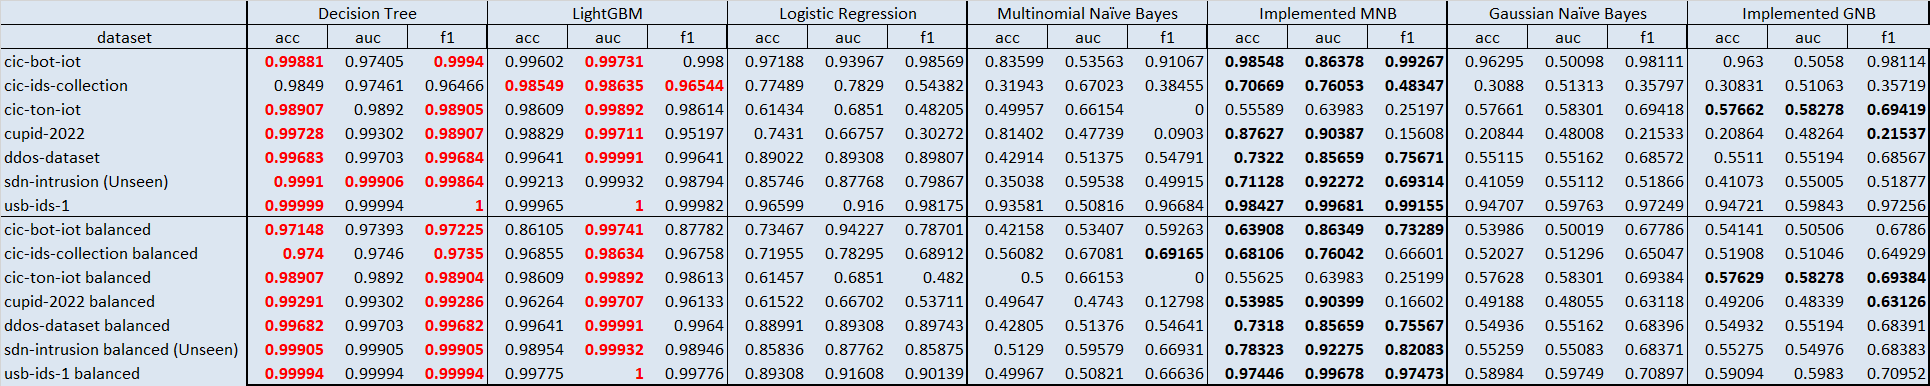 Decision Tree LightGBM Logistic Regression Multinomial Naïve Bayes Implemented MNB Gaussian Naïve Bayes Implemented GNB
dataset acc auc f1 acc auc f1 acc auc f1 acc auc f1 acc auc f1 acc auc f1 acc auc f1
cic-bot-iot 0.99881 0.97405 0.9994 0.99602 0.99731 0.998 0.97188 0.93967 0.98569 0.83599 0.53563 0.91067 0.98548 0.86378 0.99267 0.96295 0.50098 0.98111 0.963 0.5058 0.98114
cic-ids-collection 0.9849 0.97461 0.96466 0.98549 0.98635 0.96544 0.77489 0.7829 0.54382 0.31943 0.67023 0.38455 0.70669 0.76053 0.48347 0.3088 0.51313 0.35797 0.30831 0.51063 0.35719
cic-ton-iot 0.98907 0.9892 0.98905 0.98609 0.99892 0.98614 0.61434 0.6851 0.48205 0.49957 0.66154 0 0.55589 0.63983 0.25197 0.57661 0.58301 0.69418 0.57662 0.58278 0.69419
cupid-2022 0.99728 0.99302 0.98907 0.98829 0.99711 0.95197 0.7431 0.66757 0.30272 0.81402 0.47739 0.0903 0.87627 0.90387 0.15608 0.20844 0.48008 0.21533 0.20864 0.48264 0.21537
ddos-dataset 0.99683 0.99703 0.99684 0.99641 0.99991 0.99641 0.89022 0.89308 0.89807 0.42914 0.51375 0.54791 0.7322 0.85659 0.75671 0.55115 0.55162 0.68572 0.5511 0.55194 0.68567
sdn-intrusion (Unseen) 0.9991 0.99906 0.99864 0.99213 0.99932 0.98794 0.85746 0.87768 0.79867 0.35038 0.59538 0.49915 0.71128 0.92272 0.69314 0.41059 0.55112 0.51866 0.41073 0.55005 0.51877
usb-ids-1 0.99999 0.99994 1 0.99965 1 0.99982 0.96599 0.916 0.98175 0.93581 0.50816 0.96684 0.98427 0.99681 0.99155 0.94707 0.59763 0.97249 0.94721 0.59843 0.97256
cic-bot-iot balanced 0.97148 0.97393 0.97225 0.86105 0.99741 0.87782 0.73467 0.94227 0.78701 0.42158 0.53407 0.59263 0.63908 0.86349 0.73289 0.53986 0.50019 0.67786 0.54141 0.50506 0.6786
cic-ids-collection balanced 0.974 0.9746 0.9735 0.96855 0.98634 0.96758 0.71955 0.78295 0.68912 0.56082 0.67081 0.69165 0.68106 0.76042 0.66601 0.52027 0.51296 0.65047 0.51908 0.51046 0.64929
cic-ton-iot balanced 0.98907 0.9892 0.98904 0.98609 0.99892 0.98613 0.61457 0.6851 0.482 0.5 0.66153 0 0.55625 0.63983 0.25199 0.57628 0.58301 0.69384 0.57629 0.58278 0.69384
cupid-2022 balanced 0.99291 0.99302 0.99286 0.96264 0.99707 0.96133 0.61522 0.66702 0.53711 0.49647 0.4743 0.12798 0.53985 0.90399 0.16602 0.49188 0.48055 0.63118 0.49206 0.48339 0.63126
ddos-dataset balanced 0.99682 0.99703 0.99682 0.99641 0.99991 0.9964 0.88991 0.89308 0.89743 0.42805 0.51376 0.54641 0.7318 0.85659 0.75567 0.54936 0.55162 0.68396 0.54932 0.55194 0.68391
sdn-intrusion balanced (Unseen) 0.99905 0.99905 0.99905 0.98954 0.99932 0.98946 0.85836 0.87762 0.85875 0.5129 0.59579 0.66931 0.78323 0.92275 0.82083 0.55259 0.55083 0.68371 0.55275 0.54976 0.68383
usb-ids-1 balanced 0.99994 0.99994 0.99994 0.99775 1 0.99776 0.89308 0.91608 0.90139 0.49967 0.50821 0.66636 0.97446 0.99678 0.97473 0.58984 0.59749 0.70897 0.59094 0.5983 0.70952